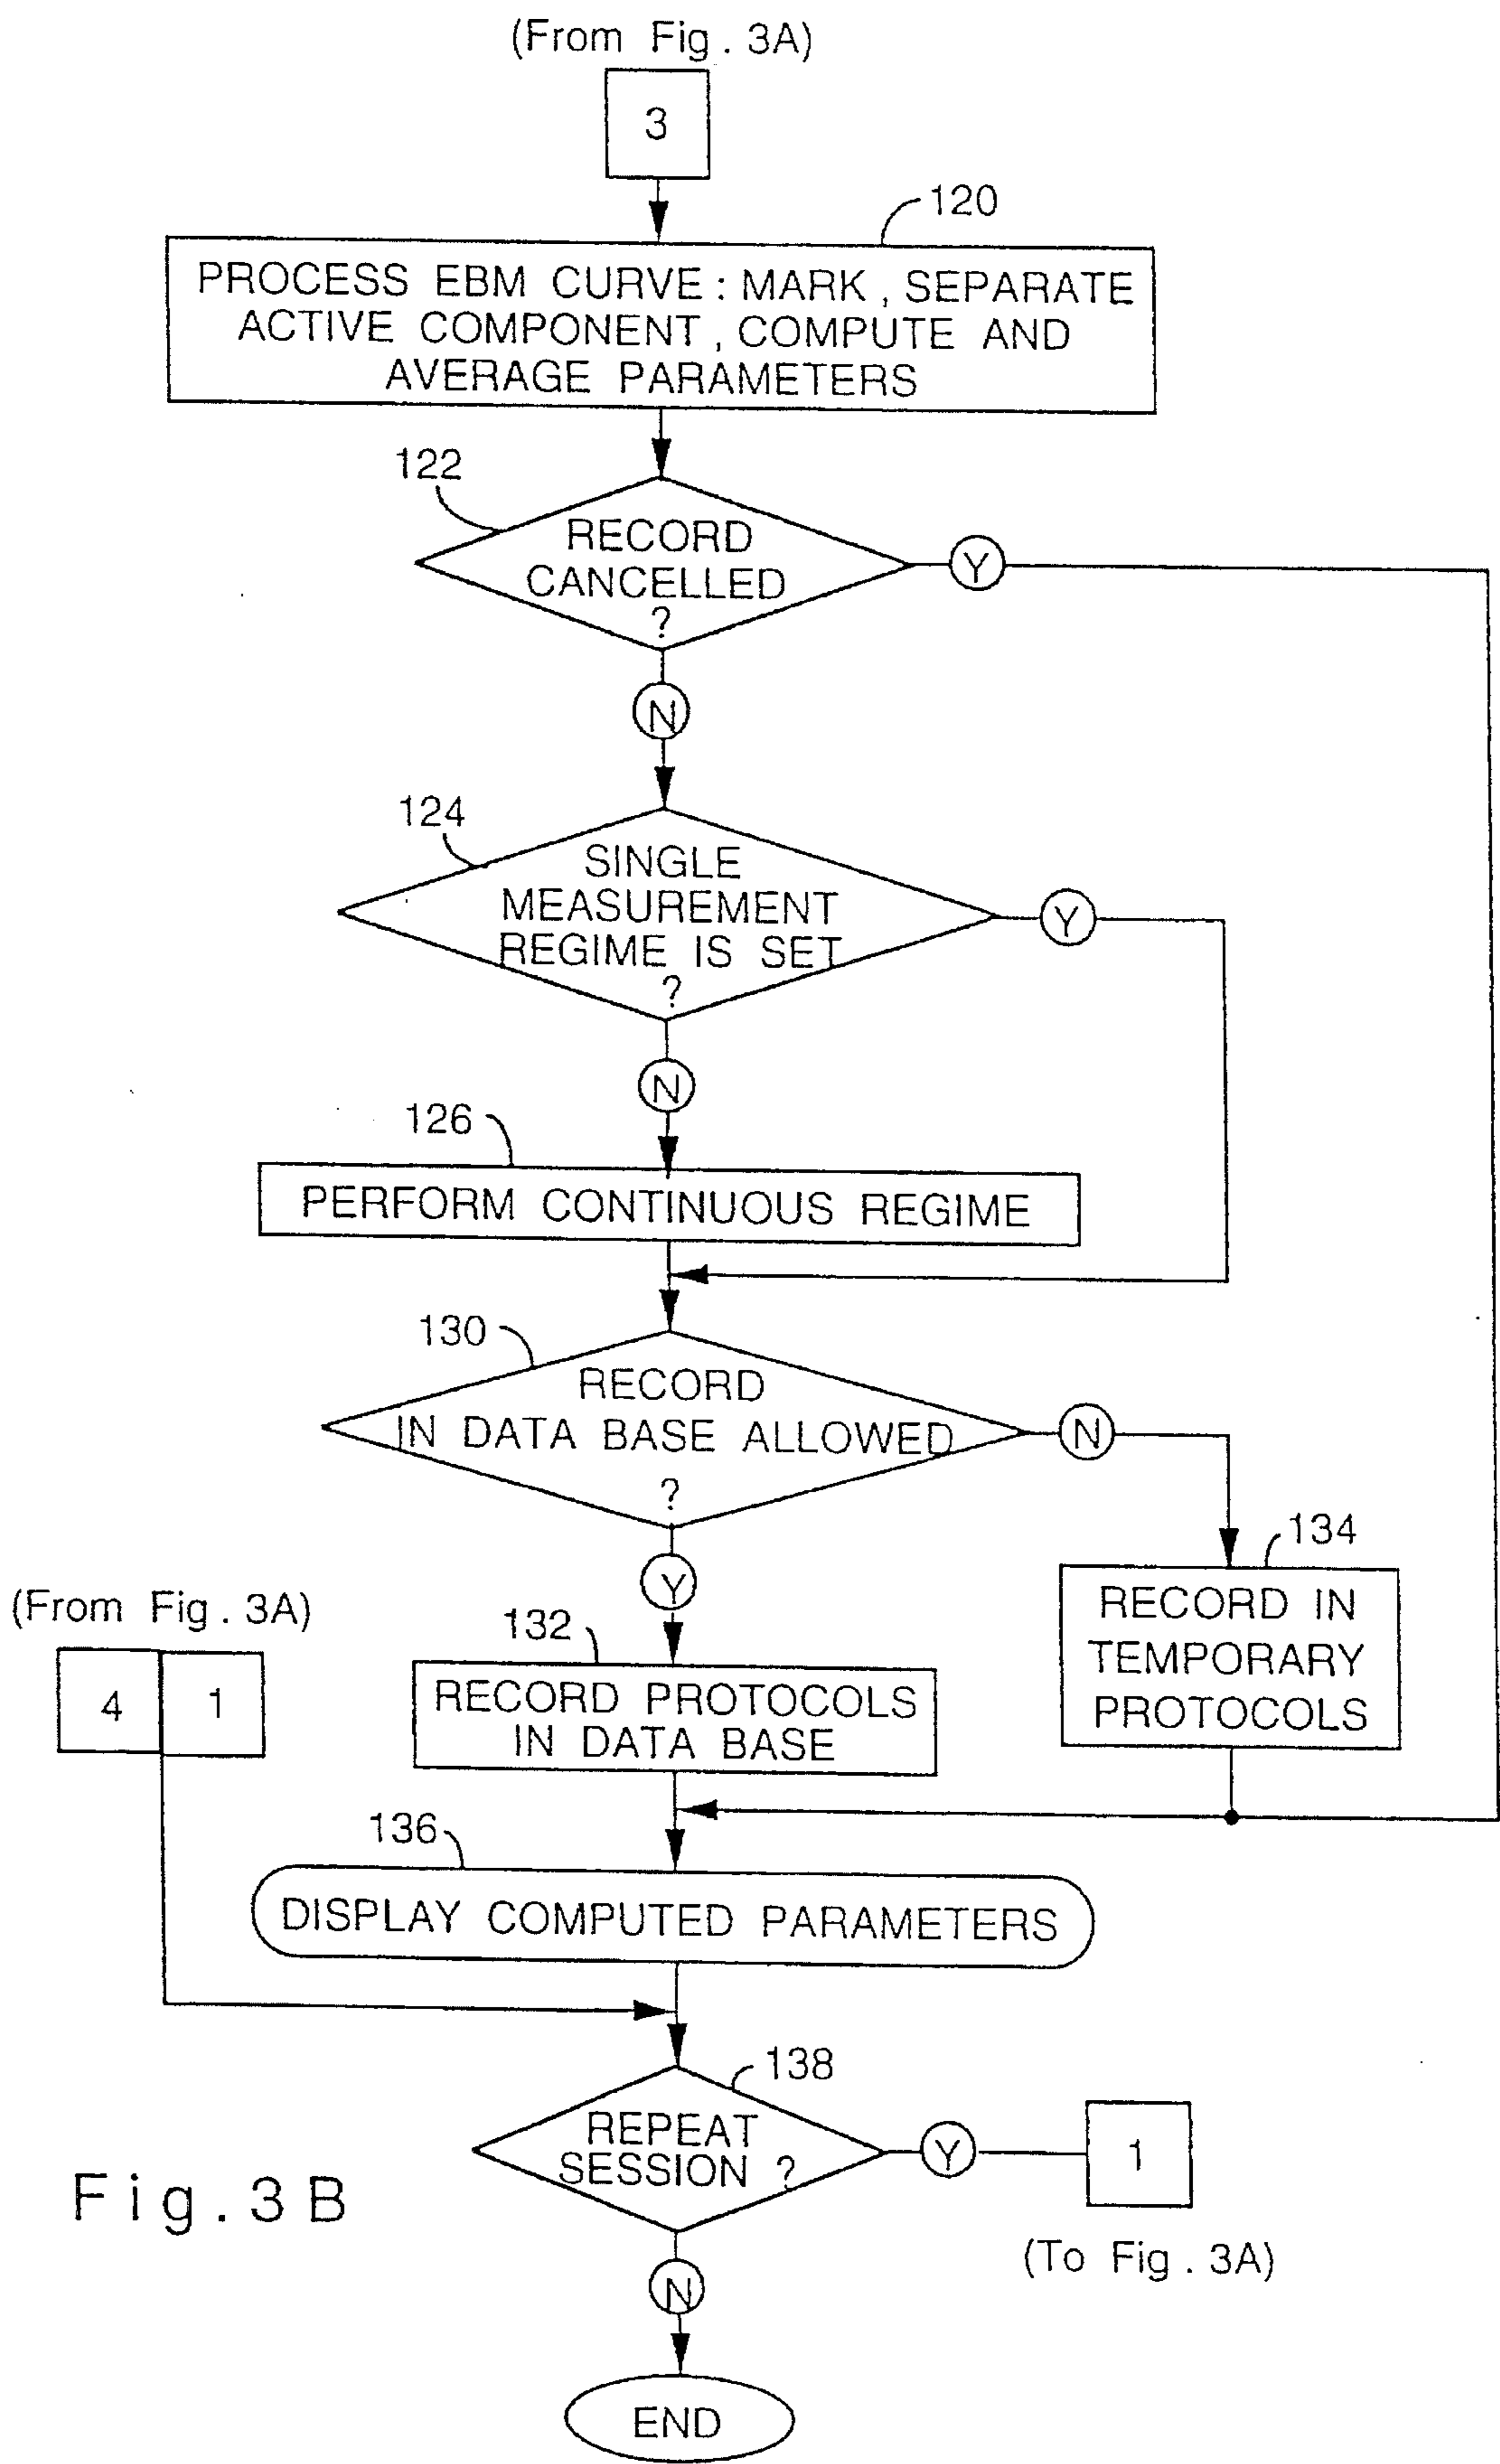 (From Fig. 3A)
3
120
PROCESS EBM CURVE: MARK, SEPARATE
ACTIVE COMPONENT, COMPUTE AND
AVERAGE PARAMETERS
122
RECORD
CANCELLED
?
Y
N
124
SINGLE
MEASUREMENT
REGIME IS SET
?
Y
N
126
PERFORM CONTINUOUS REGIME
130
RECORD
IN DATA BASE ALLOWED
?
N
Y
134
RECORD IN
TEMPORARY
PROTOCOLS
(From Fig. 3A)
4 1
132
RECORD PROTOCOLS
IN DATA BASE
136
DISPLAY COMPUTED PARAMETERS
138
REPEAT
SESSION ?
Y
1
(To Fig. 3A)
Fig. 3B
N
END